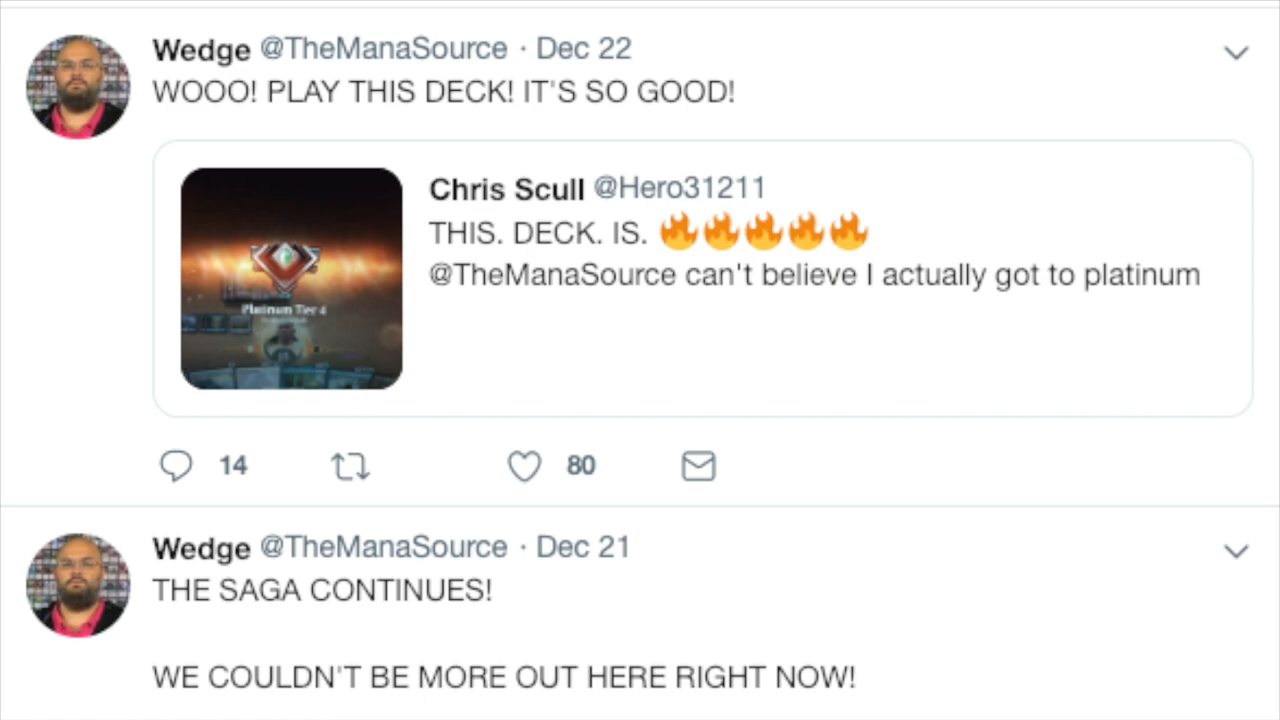 Wedge @TheManaSource · Dec 22
WOOO! PLAY THIS DECK! IT'S SO GOOD!
Chris Scull @Hero31211
THIS. DECK. IS. 🔥🔥🔥🔥🔥
@TheManaSource can't believe I actually got to platinum
Platinum Tier 4
14 80
Wedge @TheManaSource · Dec 21
THE SAGA CONTINUES!
WE COULDN'T BE MORE OUT HERE RIGHT NOW!